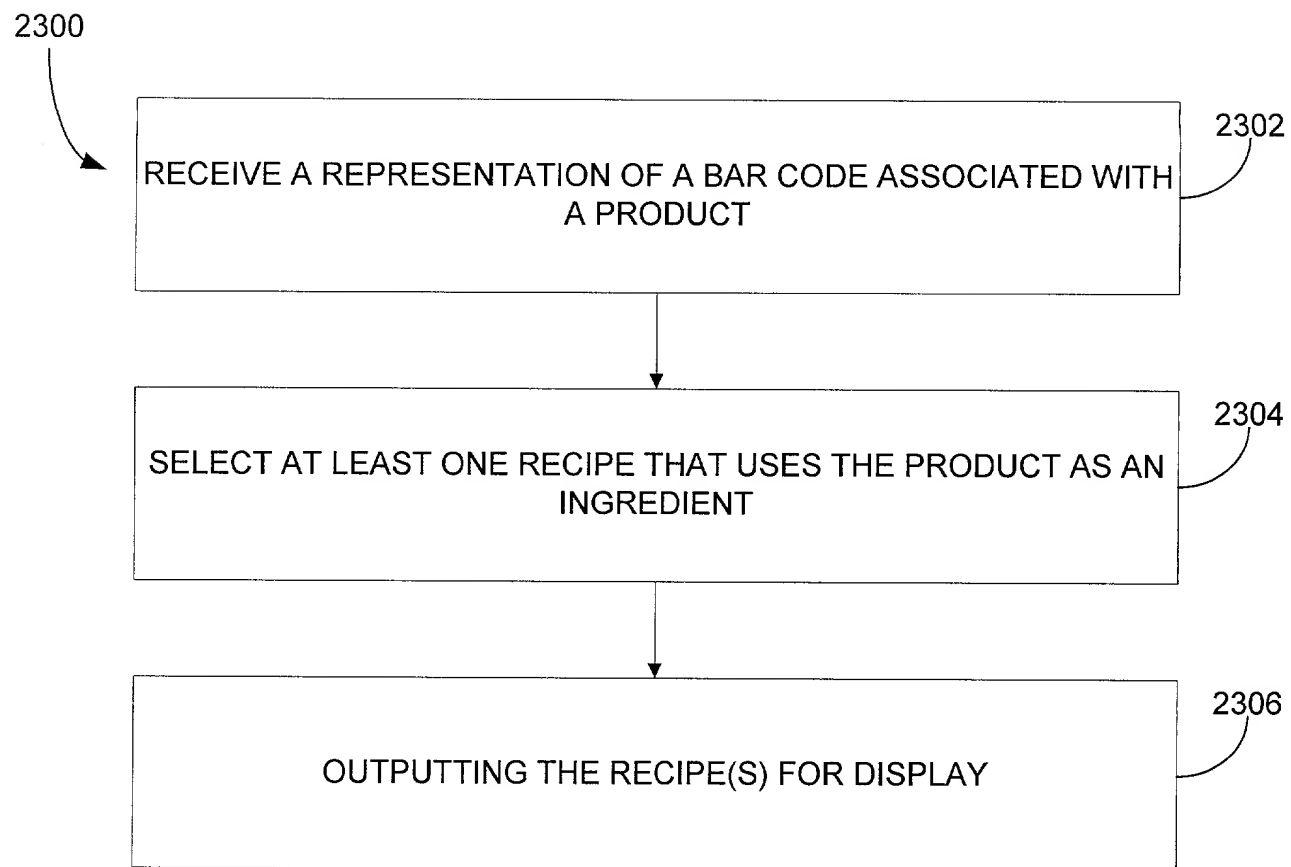 2300
2302
RECEIVE A REPRESENTATION OF A BAR CODE ASSOCIATED WITH
A PRODUCT
2304
SELECT AT LEAST ONE RECIPE THAT USES THE PRODUCT AS AN
INGREDIENT
2306
OUTPUTTING THE RECIPE(S) FOR DISPLAY